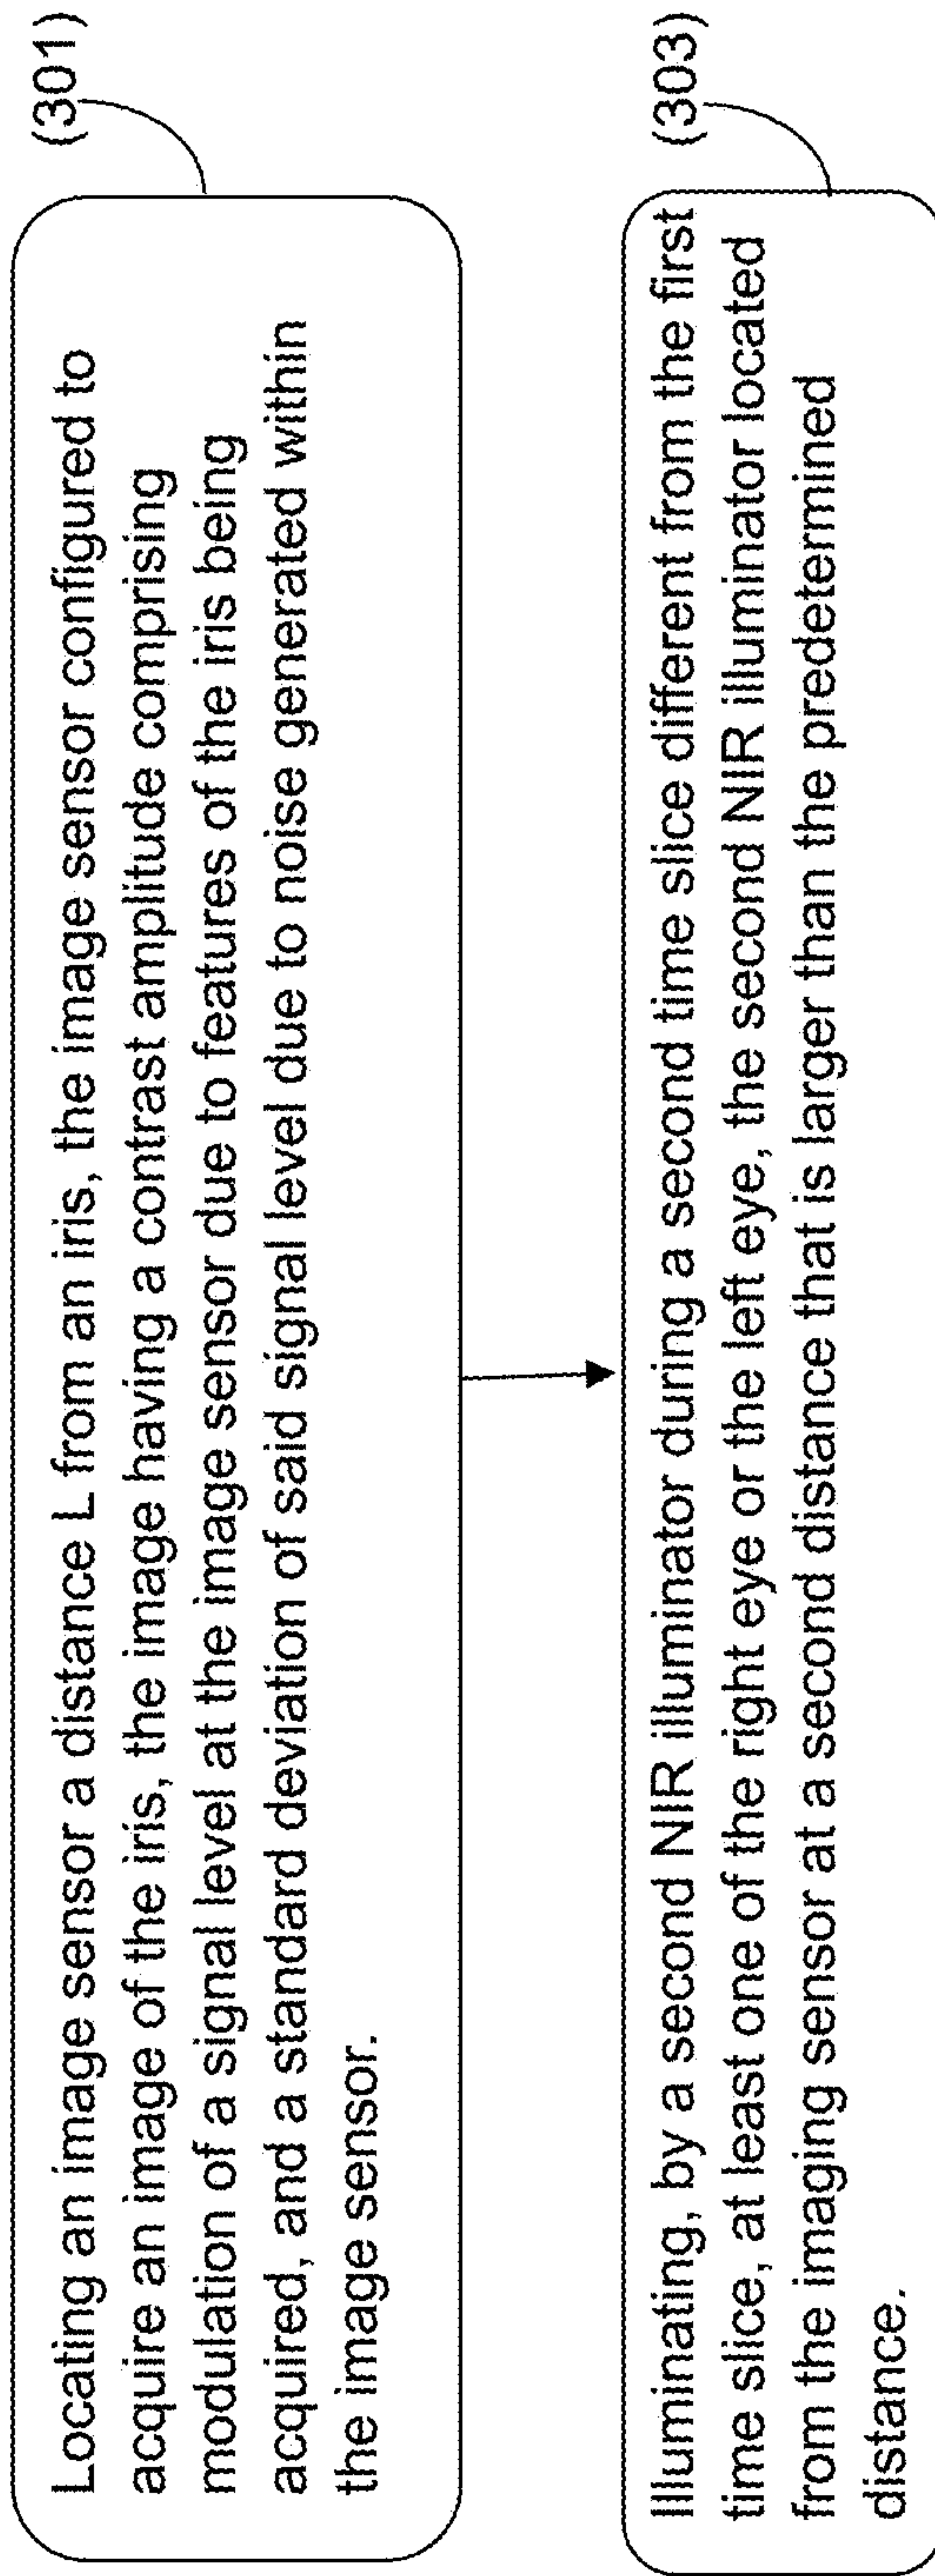 Locating an image sensor a distance L from an iris, the image sensor configured to
acquire an image of the iris, the image having a contrast amplitude comprising
modulation of a signal level at the image sensor due to features of the iris being
acquired, and a standard deviation of said signal level due to noise generated within
the image sensor.
(301)
Illuminating, by a second NIR illuminator during a second time slice different from the first
time slice, at least one of the right eye or the left eye, the second NIR illuminator located
from the imaging sensor at a second distance that is larger than the predetermined
distance.
(303)